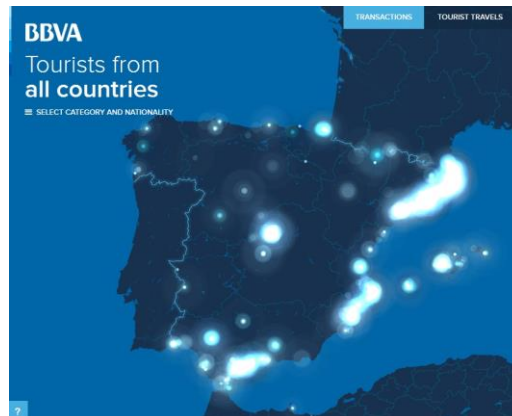 TRANSACTIONS TOURIST TRAVELS
BBVA
Tourists from
all countries
≡ SELECT CATEGORY AND NATIONALITY
?